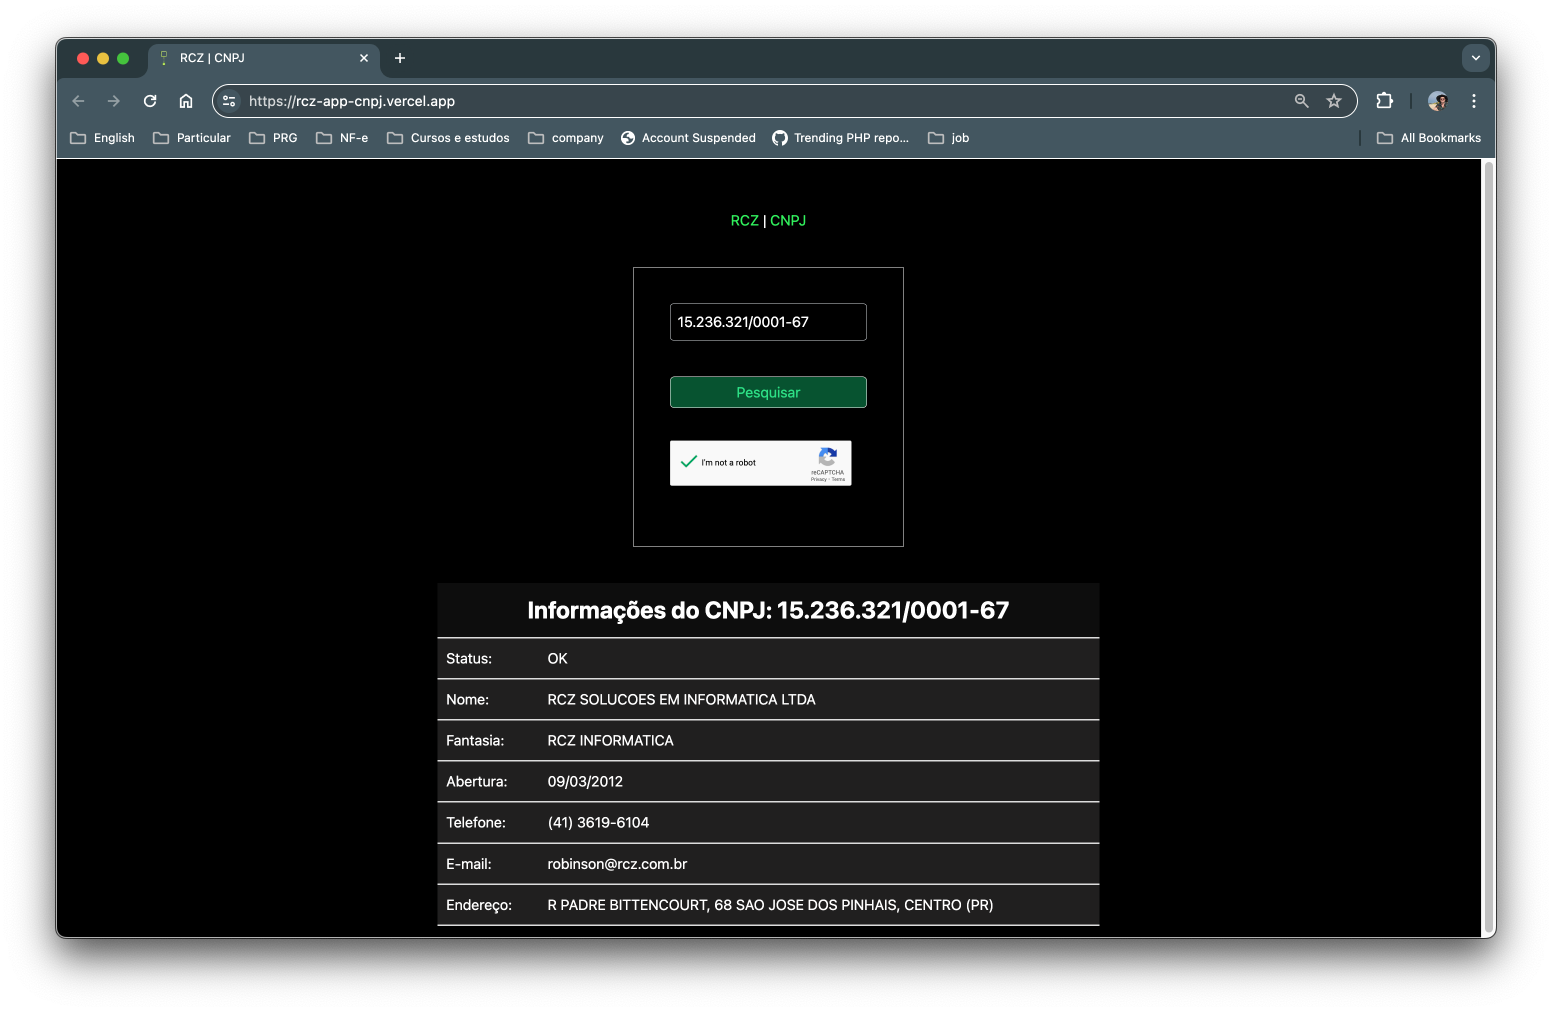 RCZ | CNPJ
https://rcz-app-cnpj.vercel.app
English Particular PRG NF-e Cursos e estudos company Account Suspended Trending PHP repo... job All Bookmarks
RCZ | CNPJ
15.236.321/0001-67
Pesquisar
I'm not a robot
reCAPTCHA
Privacy - Terms
Informações do CNPJ: 15.236.321/0001-67
Status: OK
Nome: RCZ SOLUCOES EM INFORMATICA LTDA
Fantasia: RCZ INFORMATICA
Abertura: 09/03/2012
Telefone: (41) 3619-6104
E-mail: robinson@rcz.com.br
Endereço: R PADRE BITTENCOURT, 68 SAO JOSE DOS PINHAIS, CENTRO (PR)